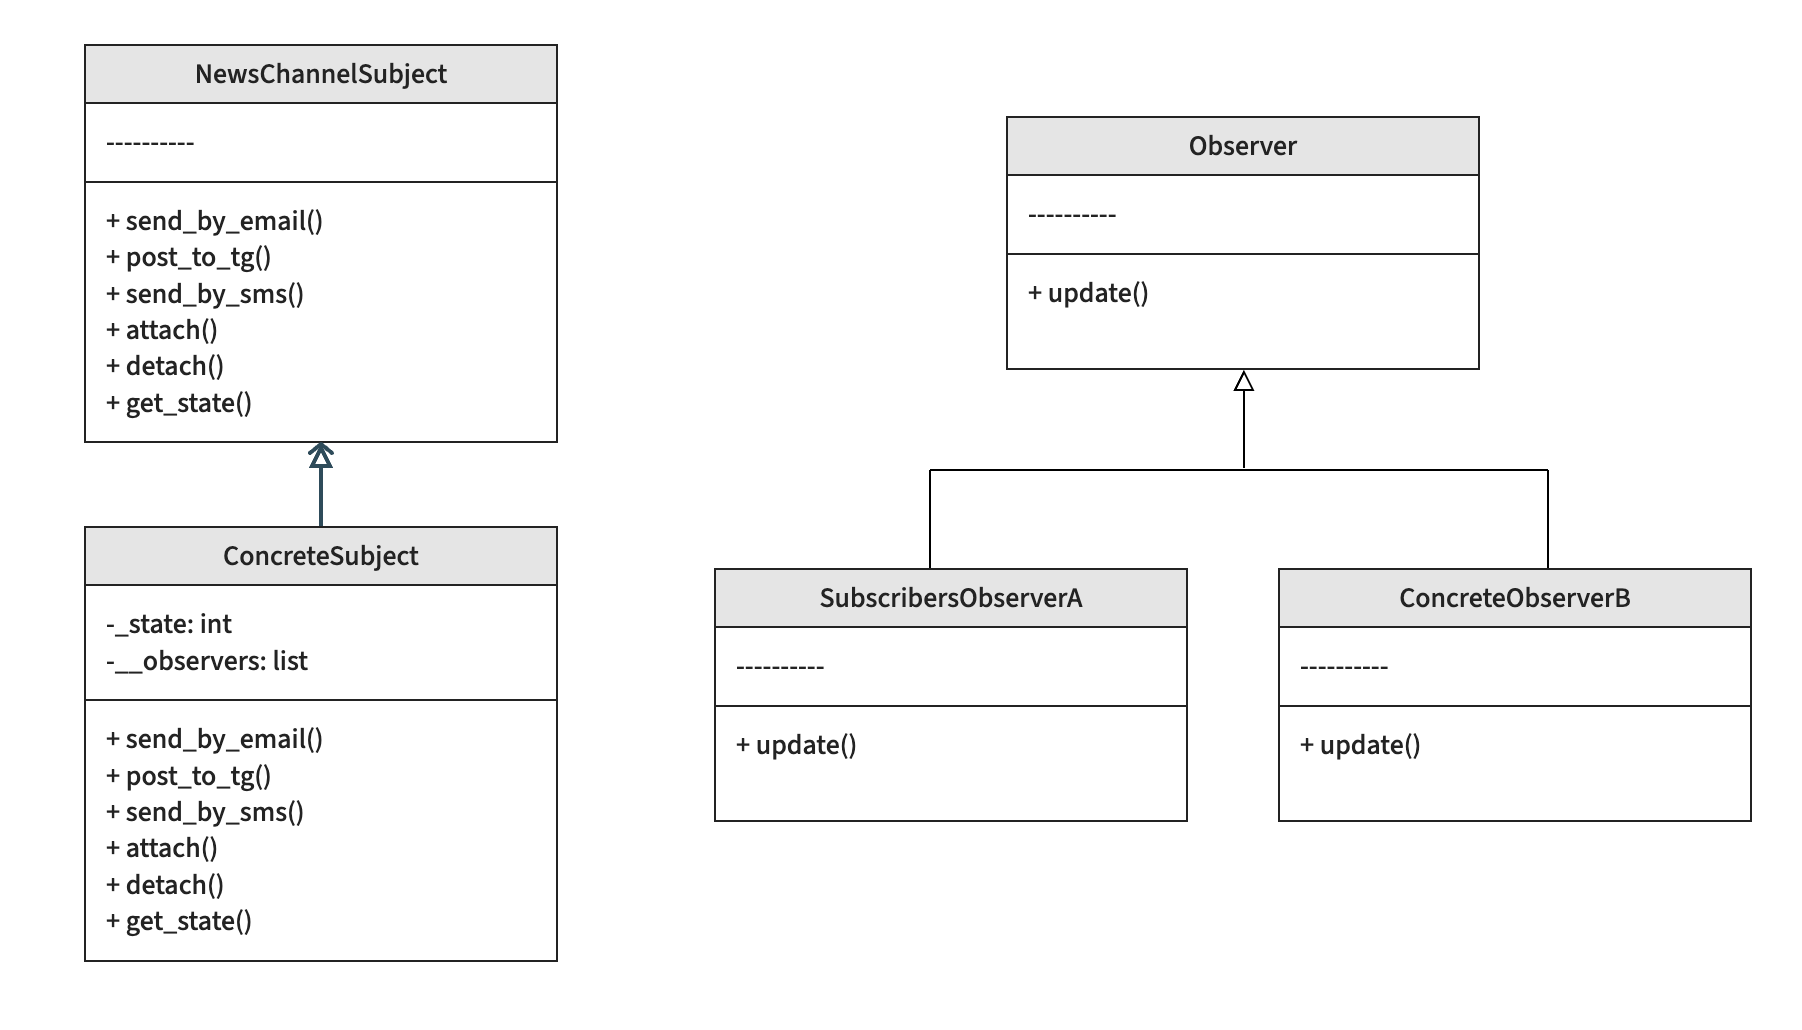 NewsChannelSubject
----------
+ send_by_email()
+ post_to_tg()
+ send_by_sms()
+ attach()
+ detach()
+ get_state()
ConcreteSubject
-_state: int
-__observers: list
+ send_by_email()
+ post_to_tg()
+ send_by_sms()
+ attach()
+ detach()
+ get_state()
Observer
----------
+ update()
SubscribersObserverA
----------
+ update()
ConcreteObserverB
----------
+ update()